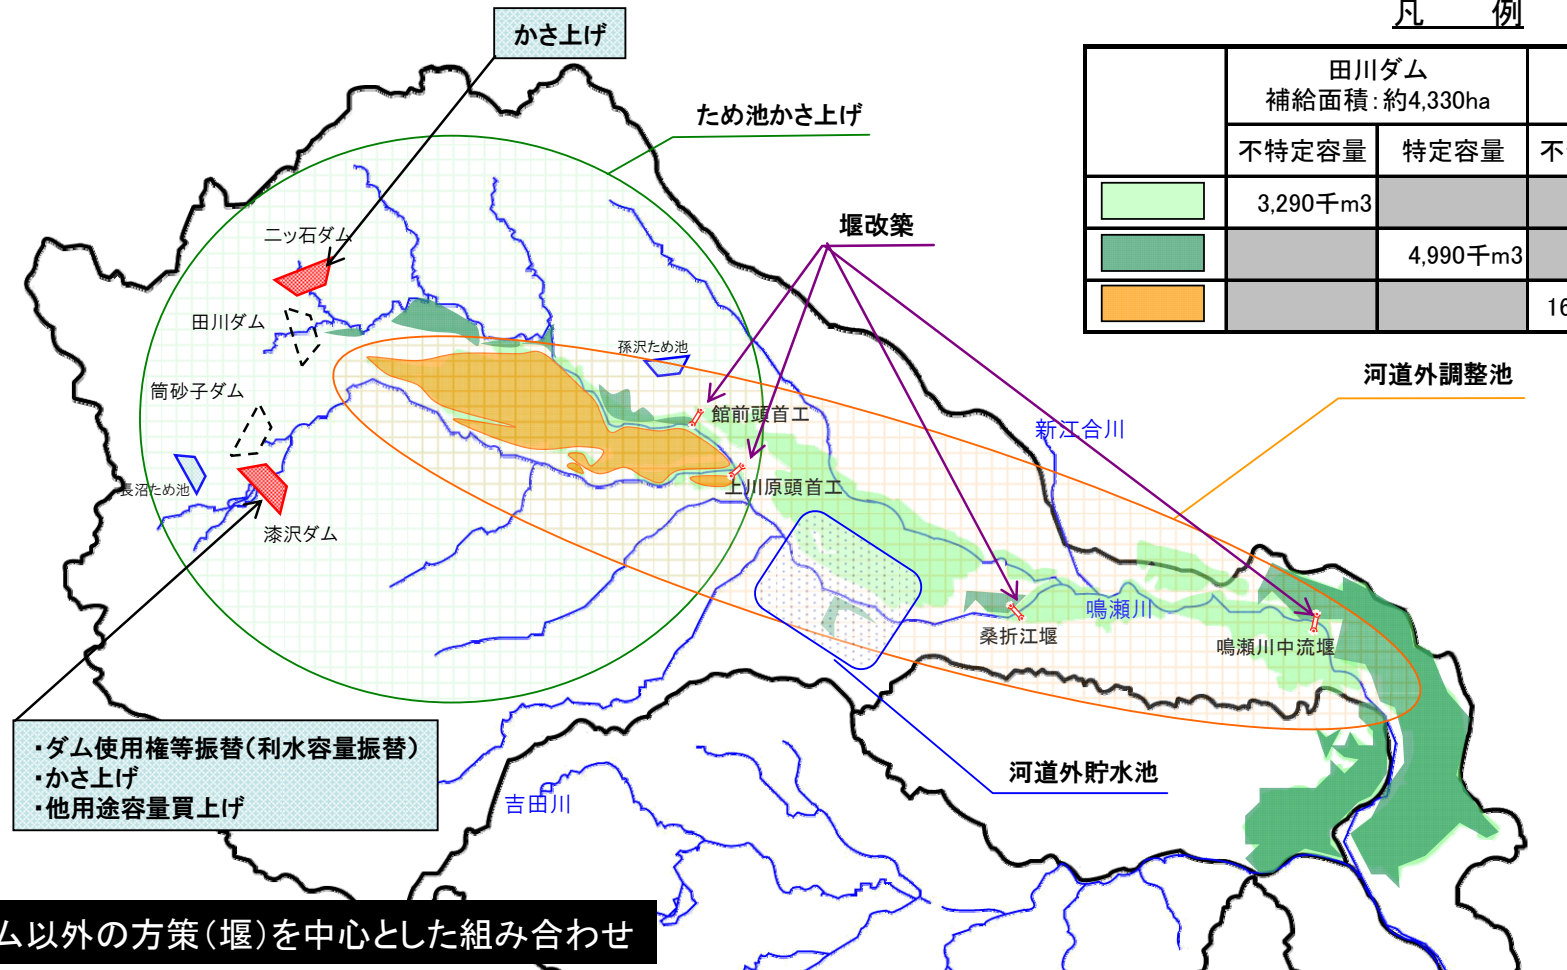 かさ上げ
凡 例
田川ダム
補給面積：約4,330ha
不特定容量
特定容量
3,290千m3
4,990千m3
16
ため池かさ上げ
堰改築
二ッ石ダム
田川ダム
孫沢ため池
筒砂子ダム
館前頭首工
河道外調整池
新江合川
長沼ため池
上川原頭首工
漆沢ダム
鳴瀬川
桑折江堰
鳴瀬川中流堰
・ダム使用権等振替（利水容量振替）
・かさ上げ
・他用途容量買上げ
河道外貯水池
吉田川
ム以外の方策（堰）を中心とした組み合わせ